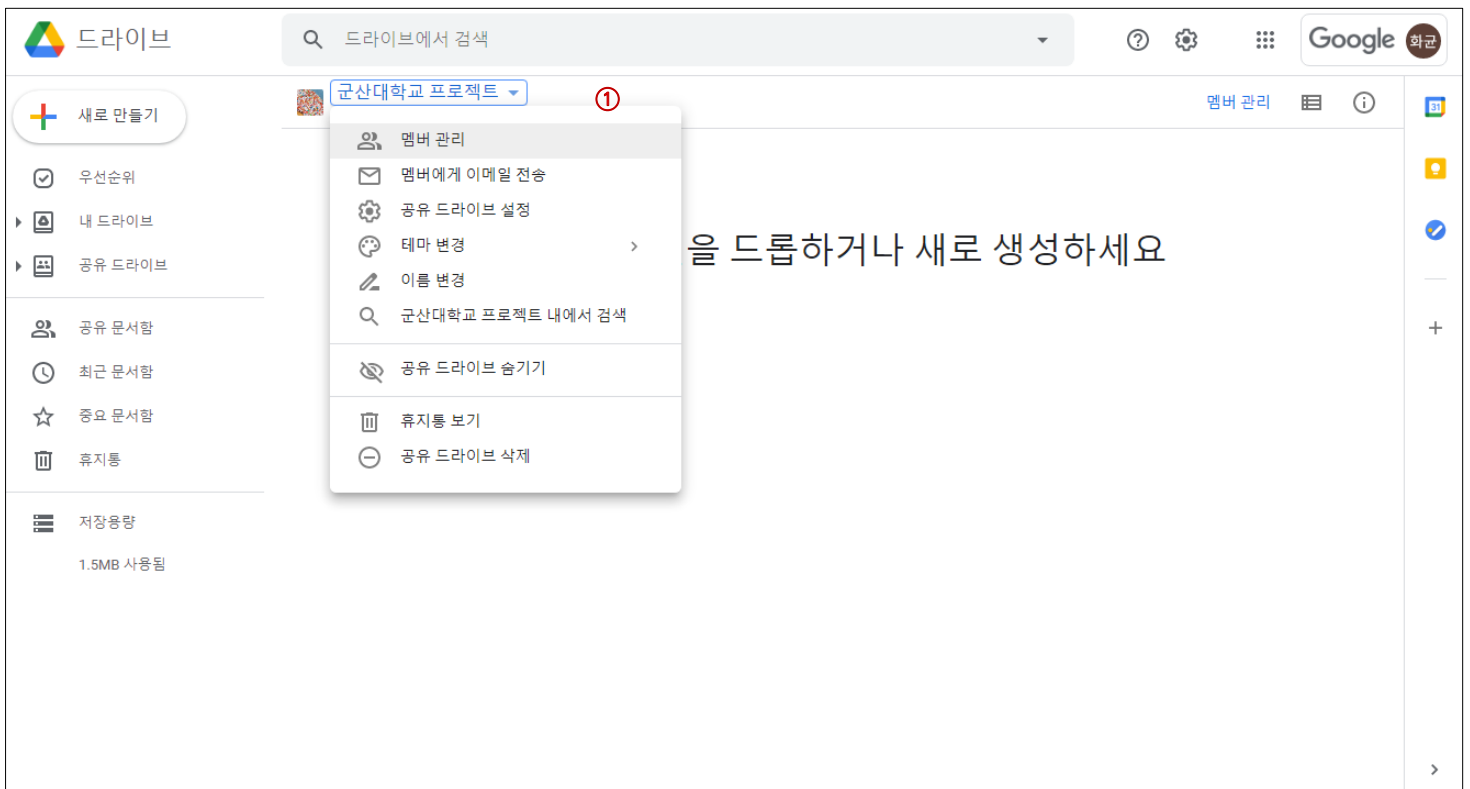 드라이브
드라이브에서 검색
Google 화균
새로 만들기
우선순위
내 드라이브
공유 드라이브
공유 문서함
최근 문서함
중요 문서함
휴지통
저장용량
1.5MB 사용됨
군산대학교 프로젝트
①
멤버 관리
31
멤버 관리
멤버에게 이메일 전송
공유 드라이브 설정
테마 변경
이름 변경
군산대학교 프로젝트 내에서 검색
공유 드라이브 숨기기
휴지통 보기
공유 드라이브 삭제
을 드롭하거나 새로 생성하세요